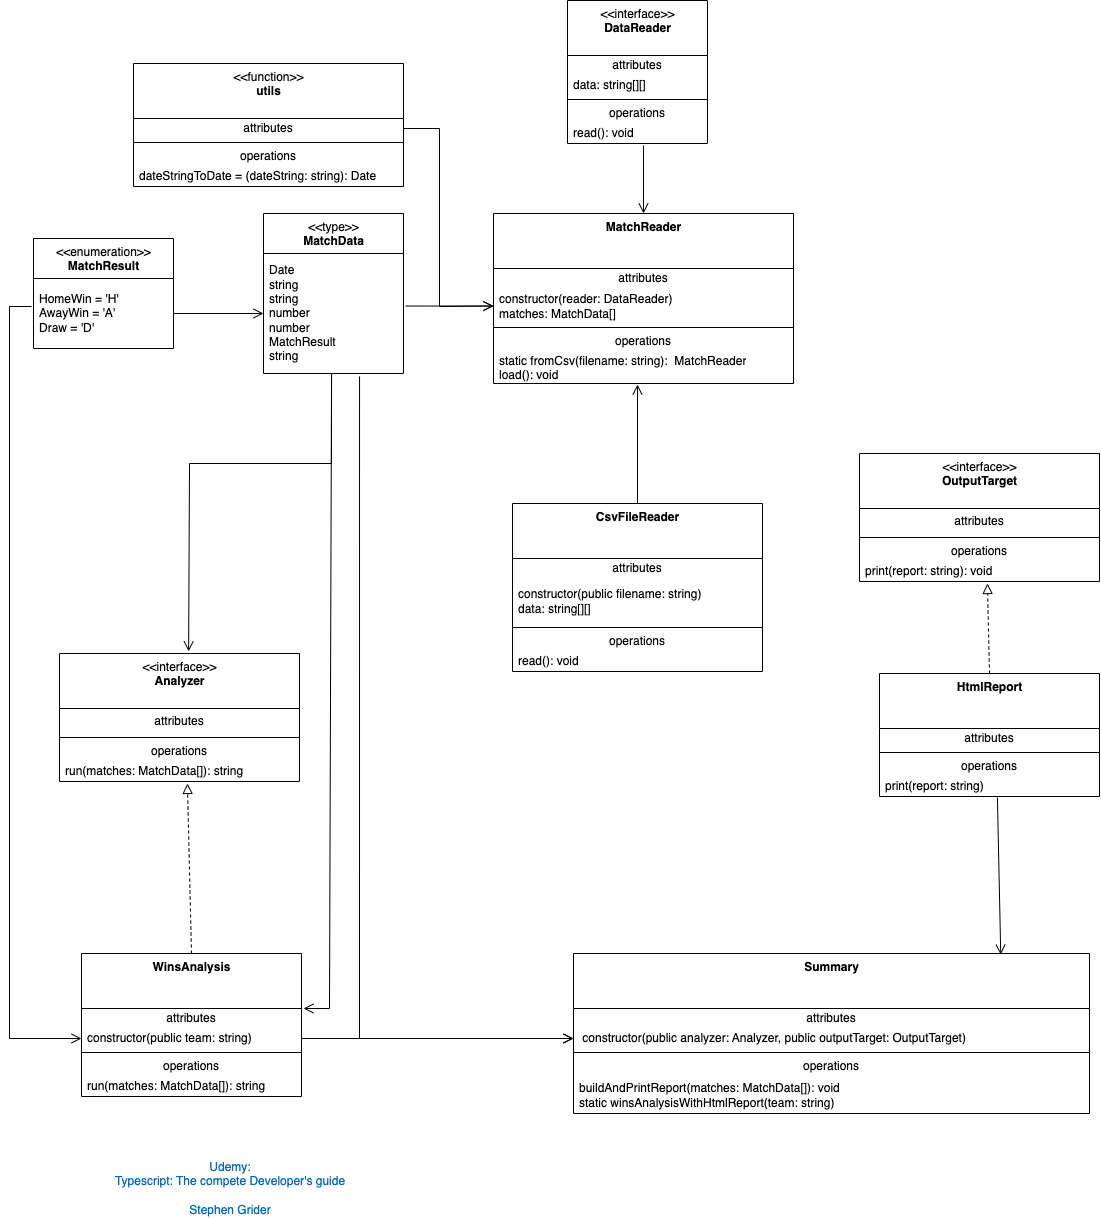 <<interface>>
DataReader
attributes
data: string[][]
operations
read(): void
<<function>>
utils
attributes
operations
dateStringToDate = (dateString: string): Date
<<type>>
MatchData
Date
string
string
number
number
MatchResult
string
<<enumeration>>
MatchResult
HomeWin = 'H'
AwayWin = 'A'
Draw = 'D'
MatchReader
attributes
constructor(reader: DataReader)
matches: MatchData[]
operations
static fromCsv(filename: string):  MatchReader
load(): void
CsvFileReader
attributes
constructor(public filename: string)
data: string[][]
operations
read(): void
<<interface>>
OutputTarget
attributes
operations
print(report: string): void
<<interface>>
Analyzer
attributes
operations
run(matches: MatchData[]): string
HtmlReport
attributes
operations
print(report: string)
WinsAnalysis
attributes
constructor(public team: string)
operations
run(matches: MatchData[]): string
Summary
attributes
constructor(public analyzer: Analyzer, public outputTarget: OutputTarget)
operations
buildAndPrintReport(matches: MatchData[]): void
static winsAnalysisWithHtmlReport(team: string)
Udemy:
Typescript: The compete Developer's guide
Stephen Grider